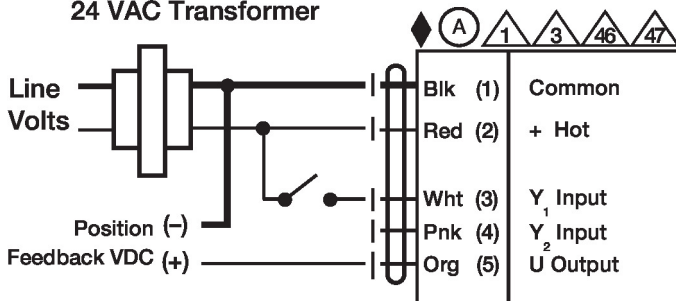 24 VAC Transformer
A 1 3 46 47
Line Volts
Blk (1) Common
Red (2) + Hot
Wht (3) Y1 Input
Position (–)
Pnk (4) Y2 Input
Feedback VDC (+)
Org (5) U Output